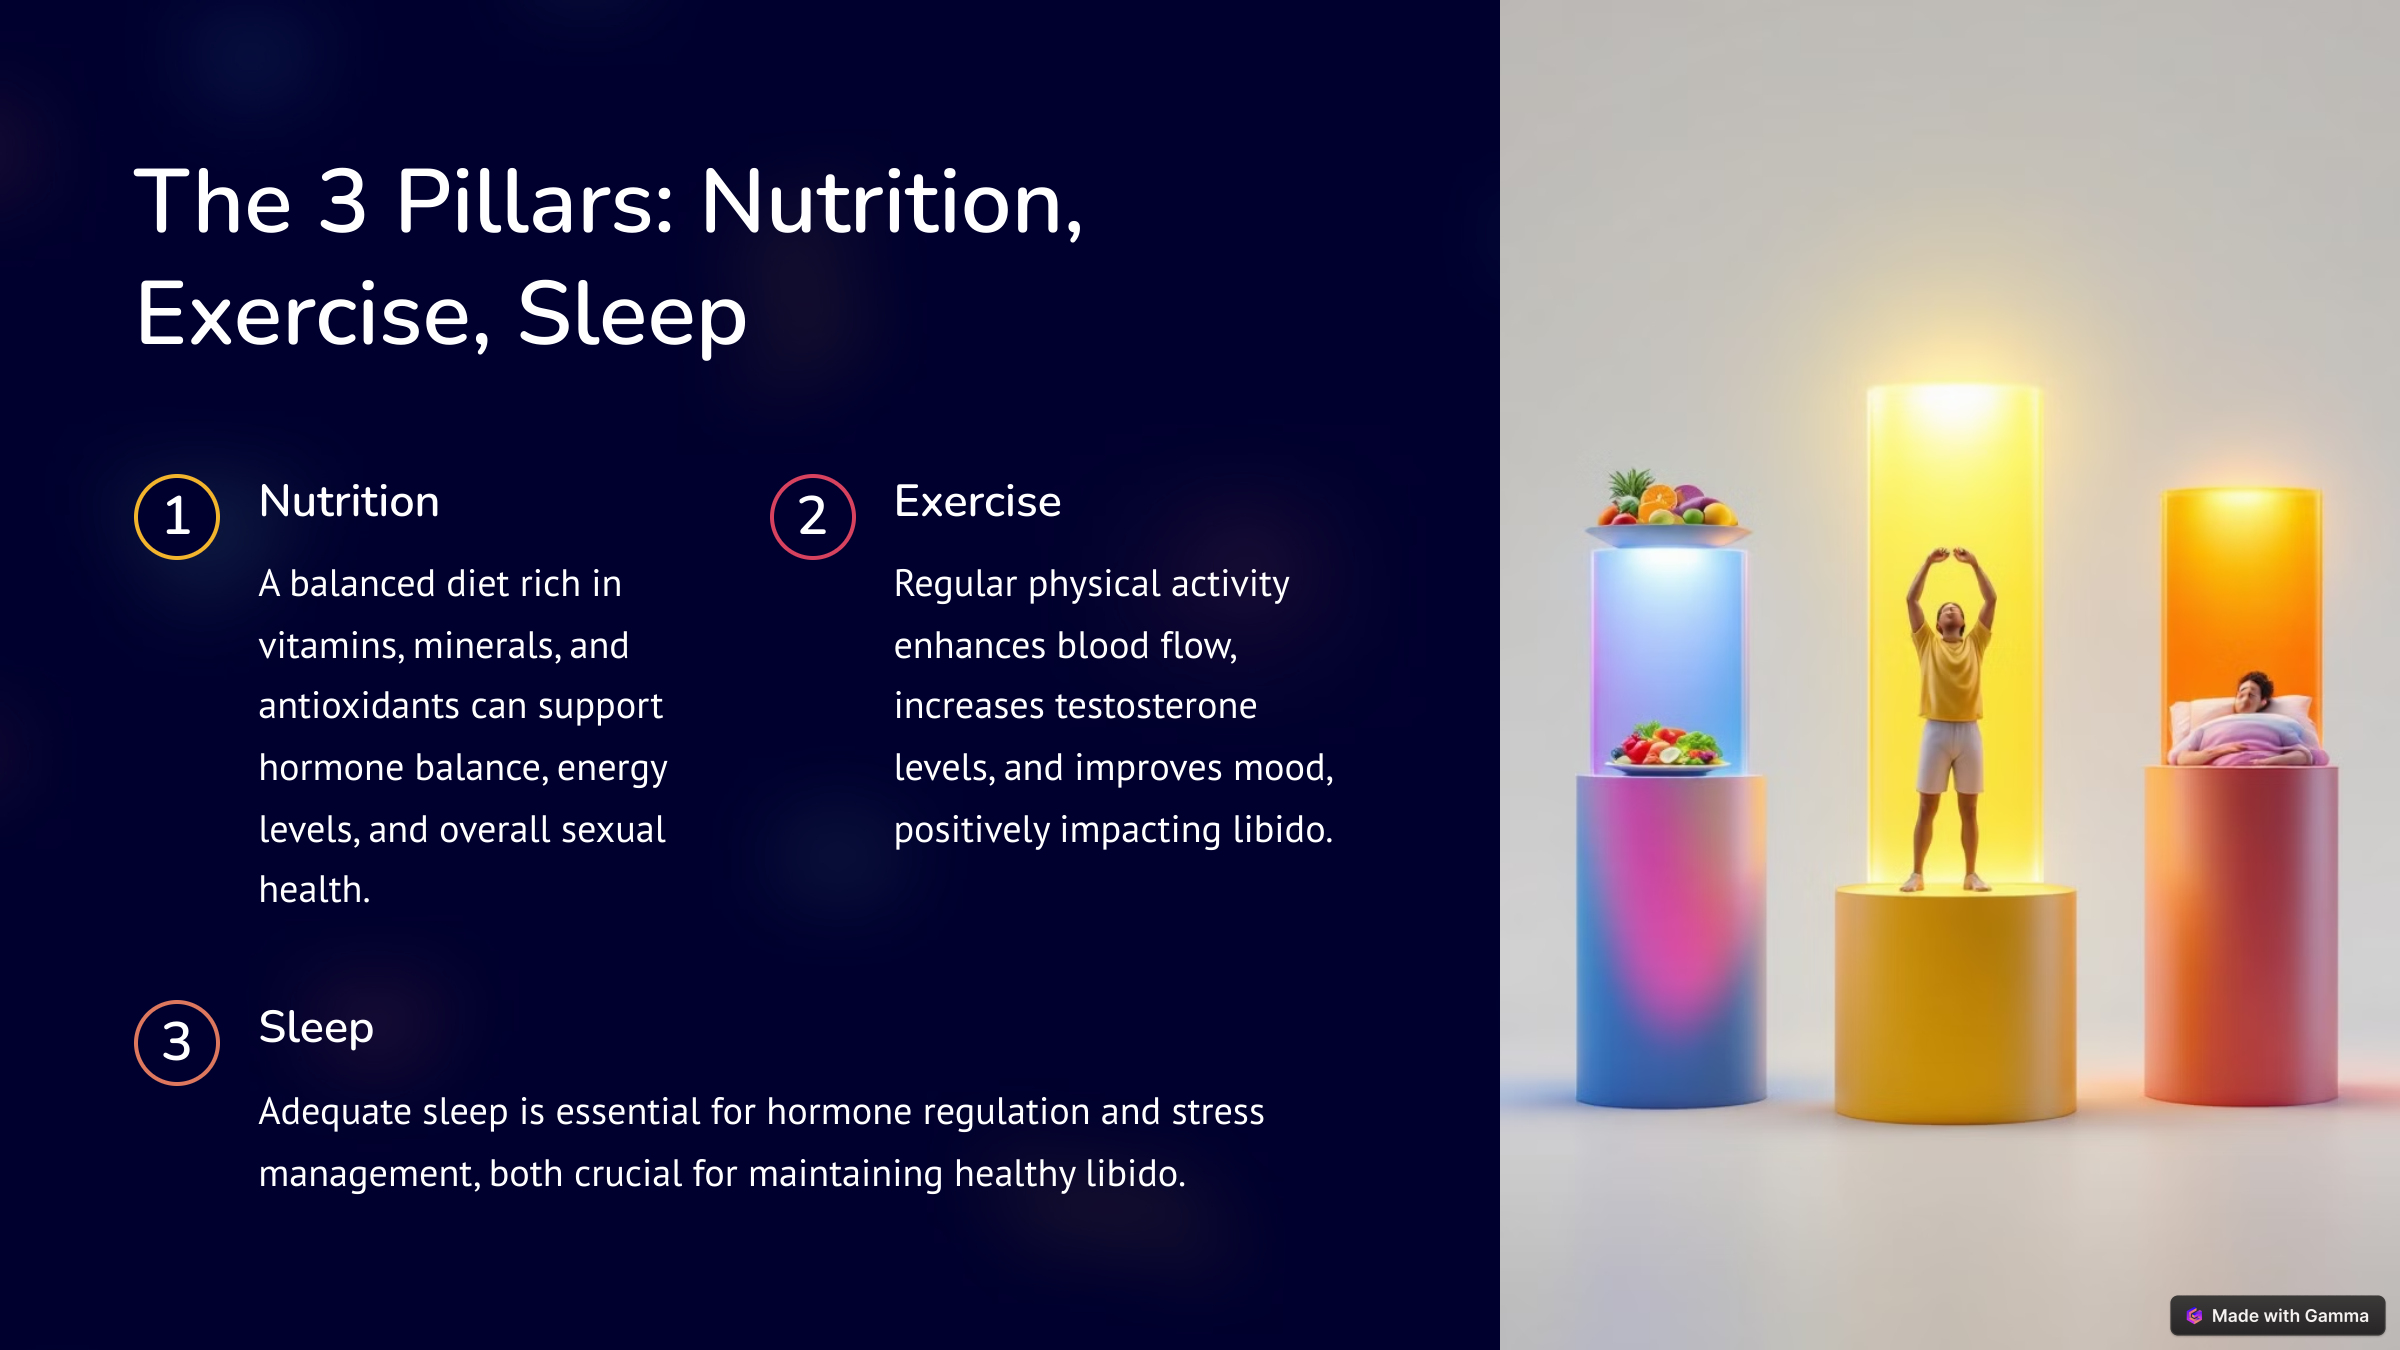 The 3 Pillars: Nutrition,
Exercise, Sleep
1
Nutrition
A balanced diet rich in
vitamins, minerals, and
antioxidants can support
hormone balance, energy
levels, and overall sexual
health.
2
Exercise
Regular physical activity
enhances blood flow,
increases testosterone
levels, and improves mood,
positively impacting libido.
3
Sleep
Adequate sleep is essential for hormone regulation and stress
management, both crucial for maintaining healthy libido.
Made with Gamma